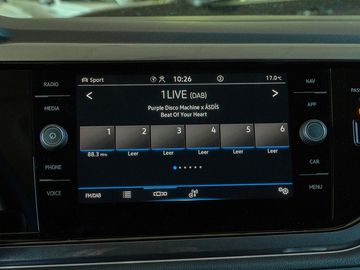 RADIO
MEDIA
PHONE
VOICE
Sport
10:26
17.0°C
1LIVE (DAB)
Purple Disco Machine x ÁSDÍS
Beat Of Your Heart
1 2 3 4 5 6
88.3 MHz Leer Leer Leer Leer Leer
FM/DAB
NAV
APP
CAR
MENU
PASS